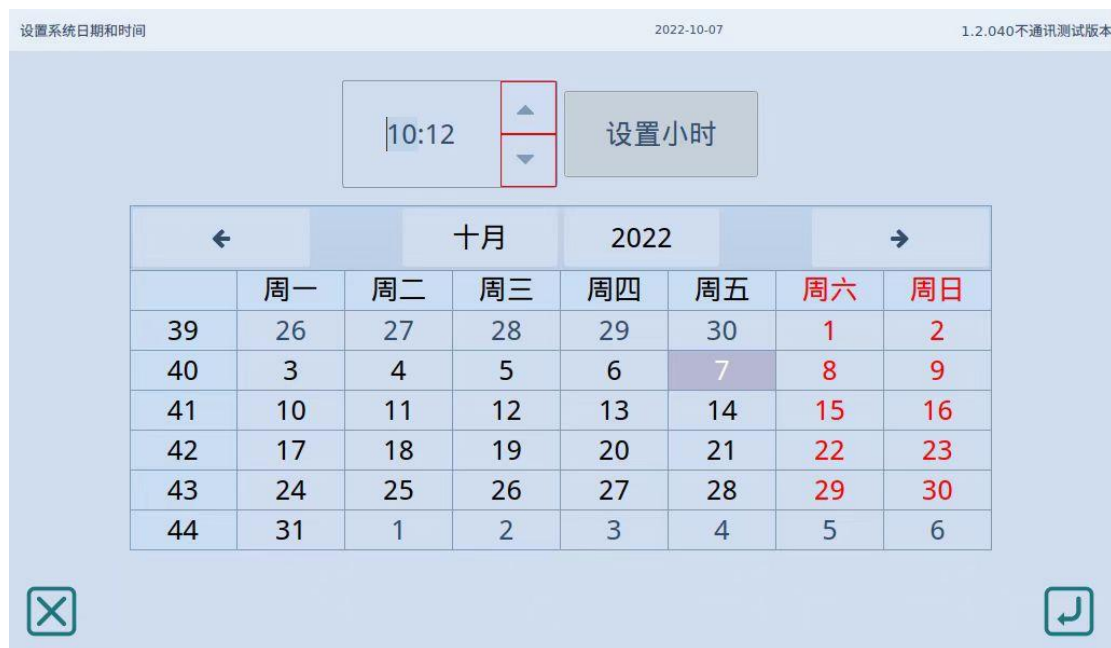 设置系统日期和时间 2022-10-07 1.2.040不通讯测试版本
10:12 设置小时
十月 2022
周一 周二 周三 周四 周五 周六 周日
39 26 27 28 29 30 1 2
40 3 4 5 6 7 8 9
41 10 11 12 13 14 15 16
42 17 18 19 20 21 22 23
43 24 25 26 27 28 29 30
44 31 1 2 3 4 5 6